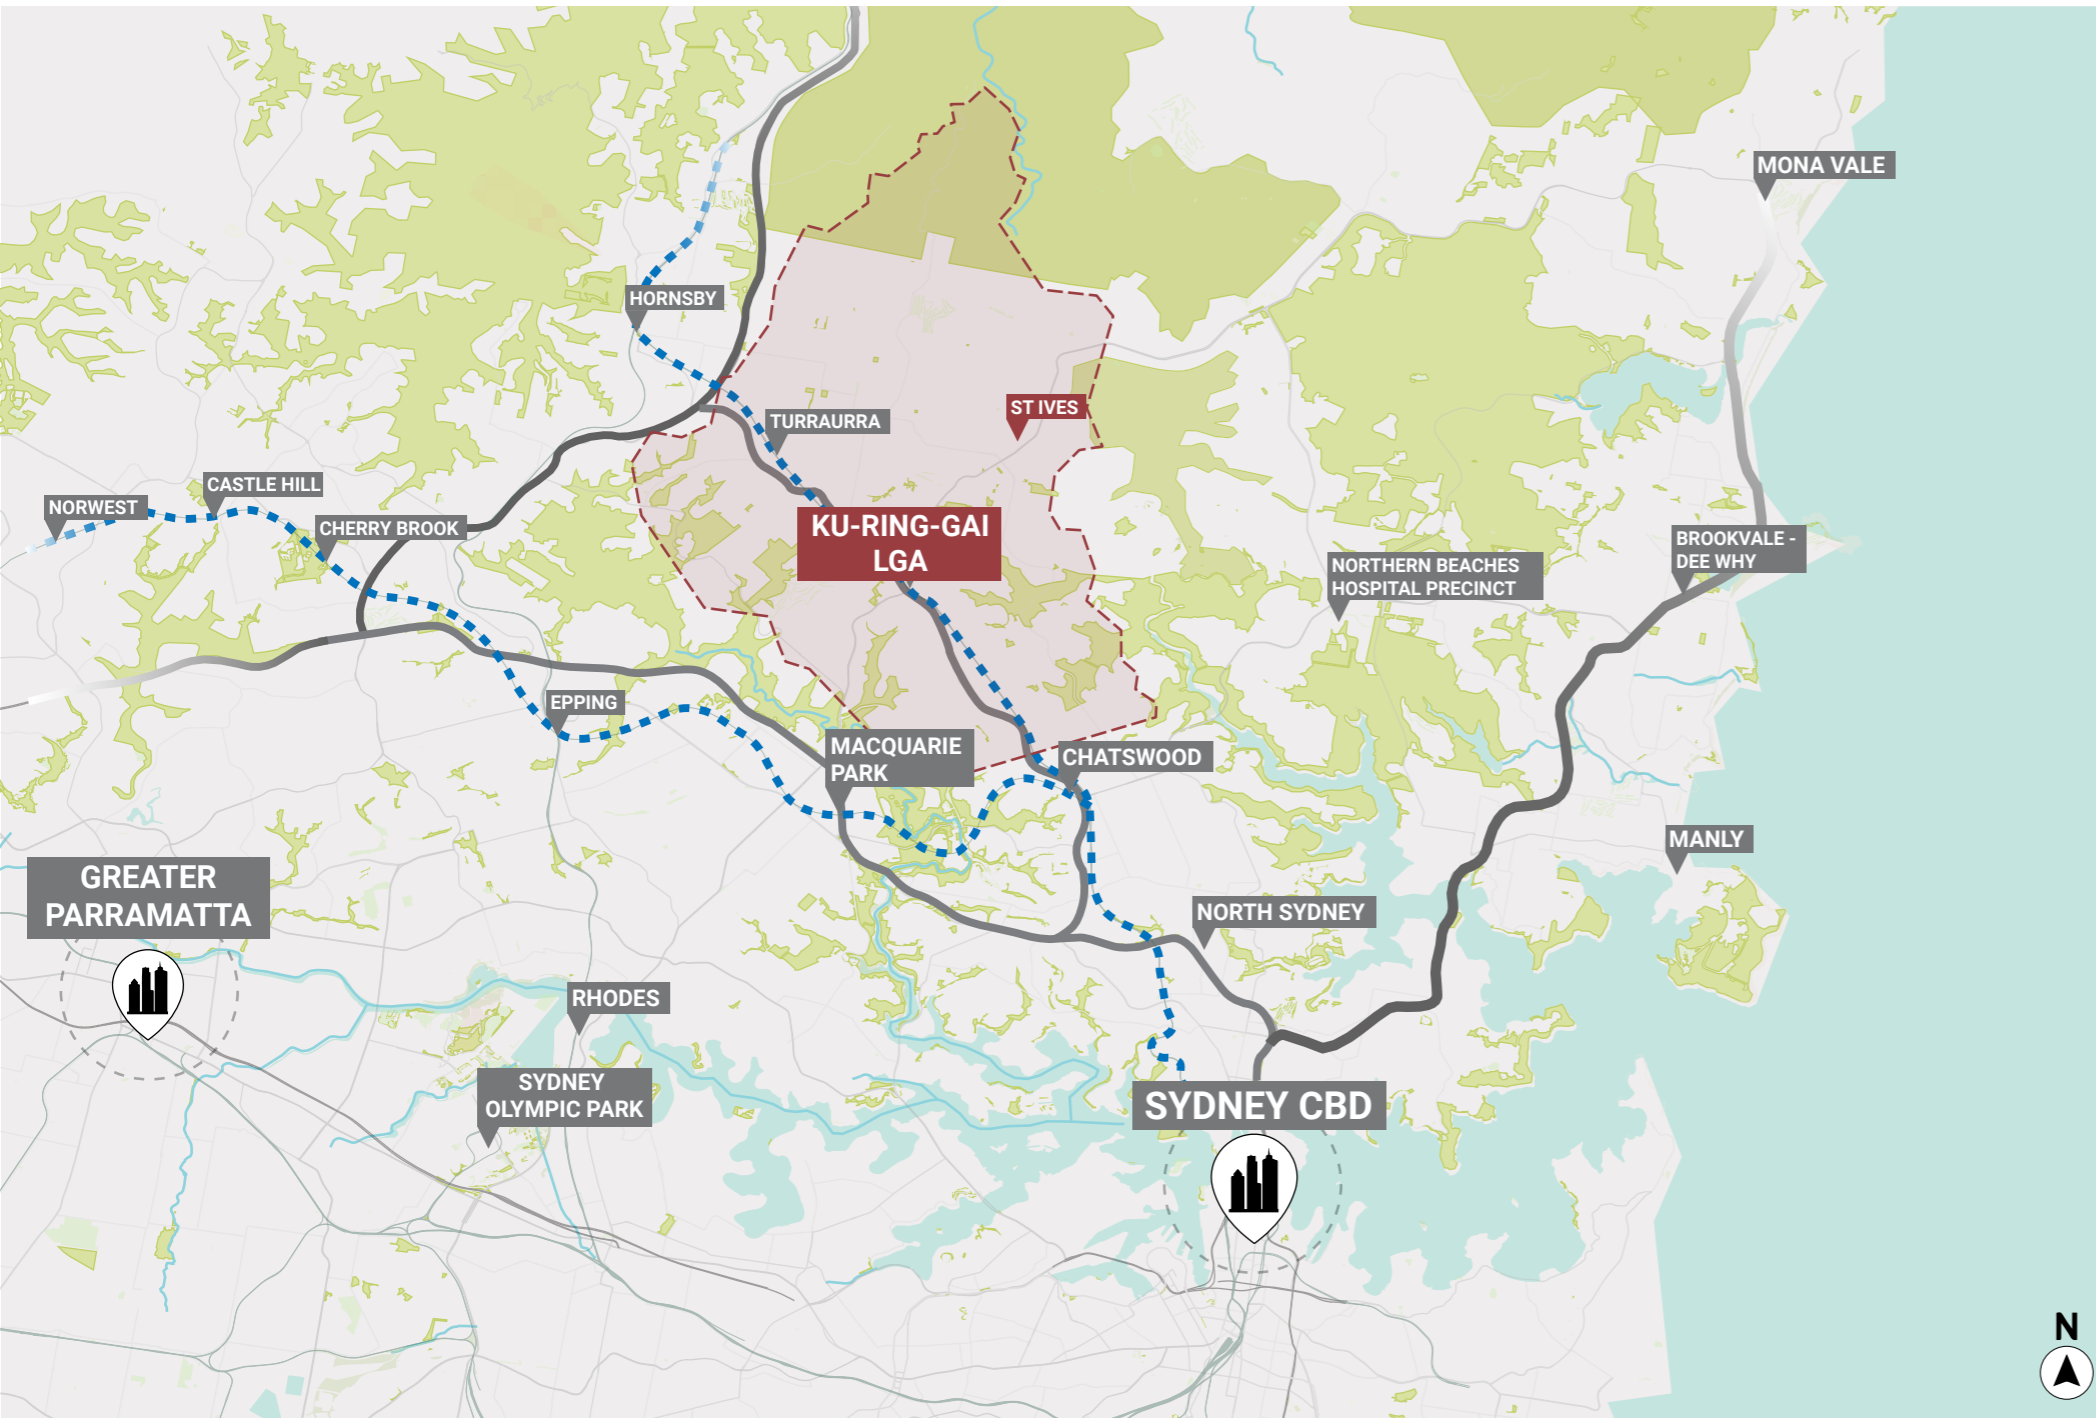 MONA VALE
HORNSBY
ST IVES
TURRAURRA
CASTLE HILL
NORWEST
CHERRY BROOK
KU-RING-GAI
LGA
NORTHERN BEACHES
HOSPITAL PRECINCT
BROOKVALE -
DEE WHY
EPPING
MACQUARIE
PARK
CHATSWOOD
MANLY
GREATER
PARRAMATTA
NORTH SYDNEY
RHODES
SYDNEY
OLYMPIC PARK
SYDNEY CBD
N